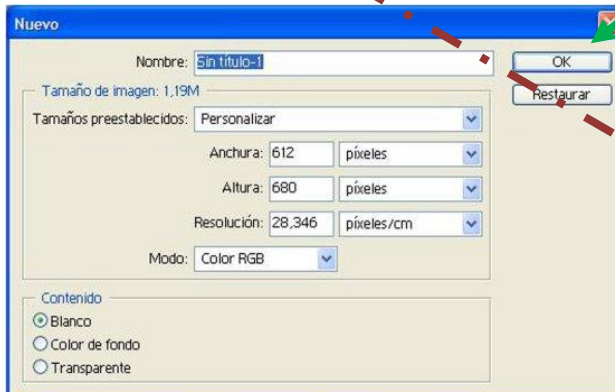 Nuevo
Nombre: Sin título-1
OK
Tamaño de imagen: 1,19M
Restaurar
Tamaños preestablecidos: Personalizar
Anchura: 612 píxeles
Altura: 680 píxeles
Resolución: 28,346 píxeles/cm
Modo: Color RGB
Contenido
Blanco
Color de fondo
Transparente